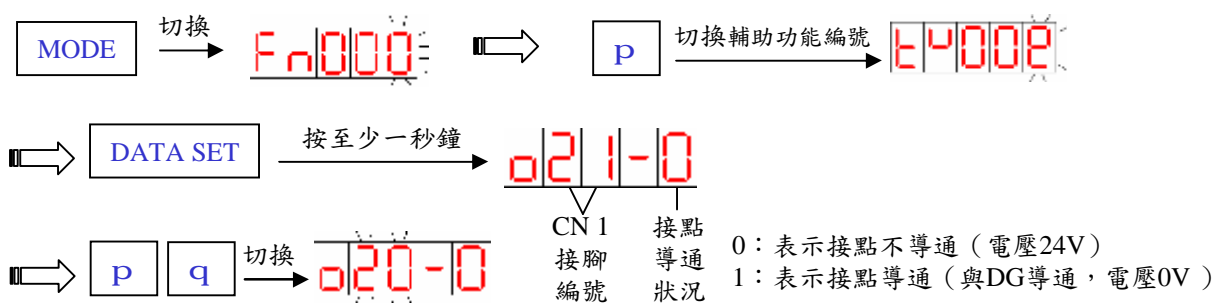 MODE 切換 Fn000 p 切換輔助功能編號
DATA SET 按至少一秒鐘 o21-0
CN 1 接腳編號
接點導通狀況
p q 切換 o20-0
0：表示接點不導通（電壓24V）
1：表示接點導通（與DG導通，電壓0V ）